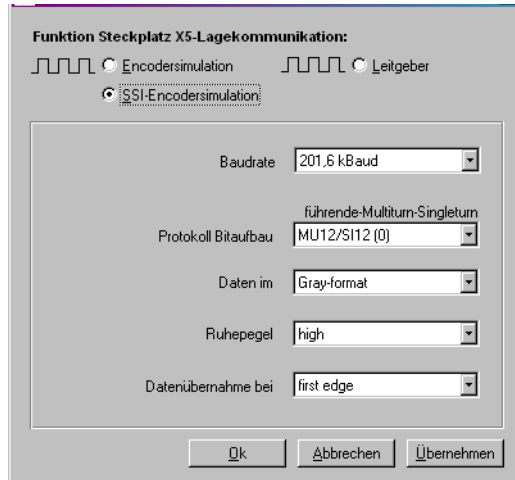 Funktion Steckplatz X5-Lagekommunikation:
Encodersimulation Leitgeber
SSI-Encodersimulation
Baudrate 201,6 kBaud
führende-Multiturn-Singleturn
Protokoll Bitaufbau MU12/SI12 (0)
Daten im Gray-format
Ruhepegel high
Datenübernahme bei first edge
Ok Abbrechen Übernehmen